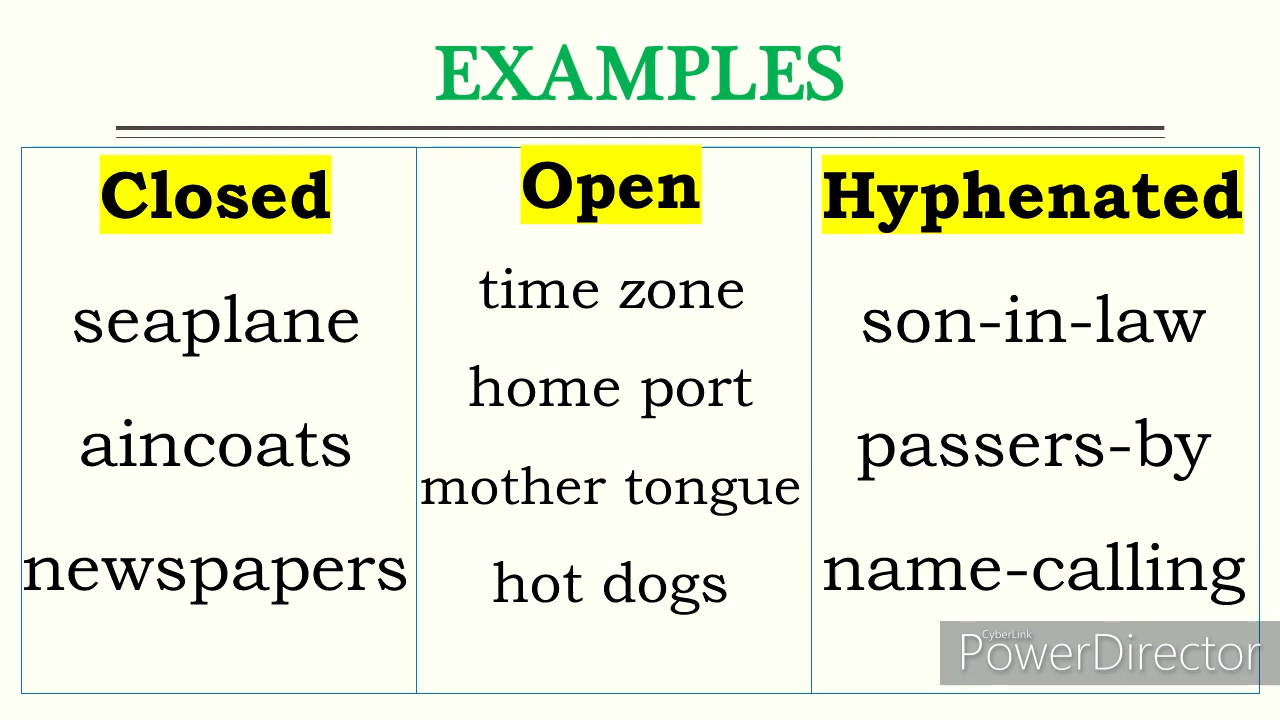 EXAMPLES
Closed
seaplane
aincoats
newspapers
Open
time zone
home port
mother tongue
hot dogs
Hyphenated
son-in-law
passers-by
name-calling
CyberLink
PowerDirector